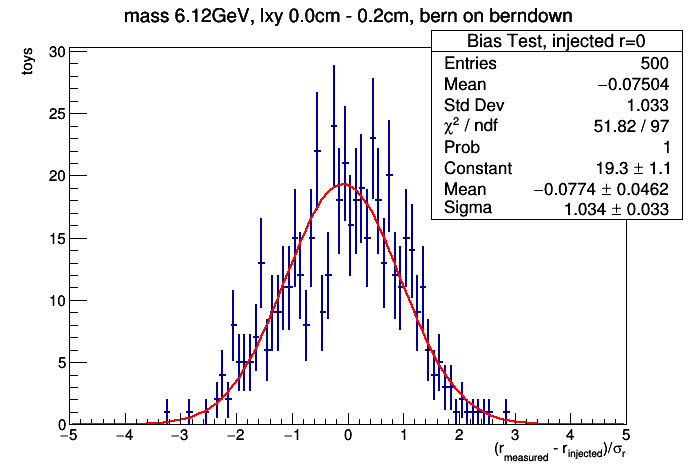 mass 6.12GeV, lxy 0.0cm - 0.2cm, bern on berndown
Bias Test, injected r=0
Entries 500
Mean −0.07504
Std Dev 1.033
χ² / ndf 51.82 / 97
Prob 1
Constant 19.3 ± 1.1
Mean −0.0774 ± 0.0462
Sigma 1.034 ± 0.033
toys
30
25
20
15
10
5
0
−5 −4 −3 −2 −1 0 1 2 3 4 5
(r_measured - r_injected)/σ_r